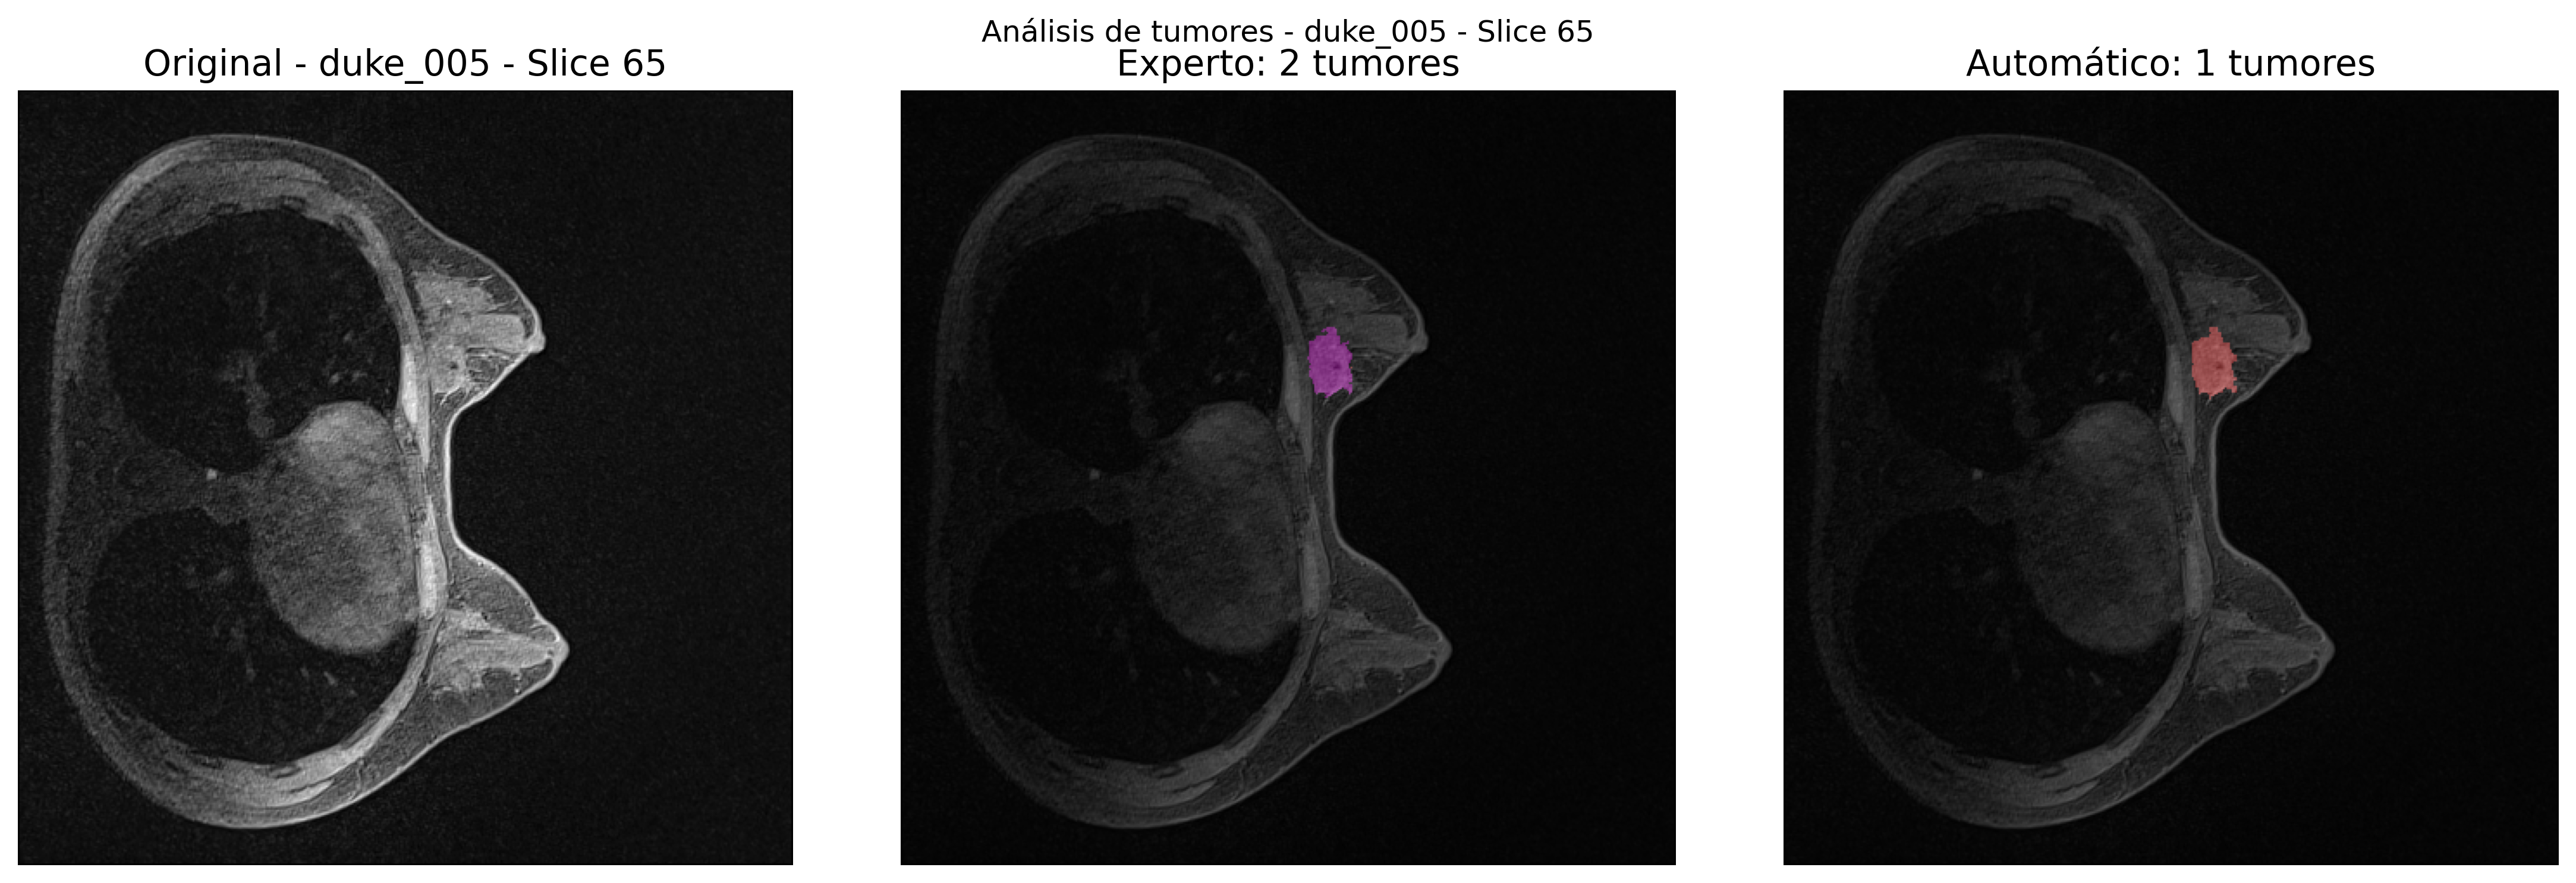 Análisis de tumores - duke_005 - Slice 65
Original - duke_005 - Slice 65
Experto: 2 tumores
Automático: 1 tumores